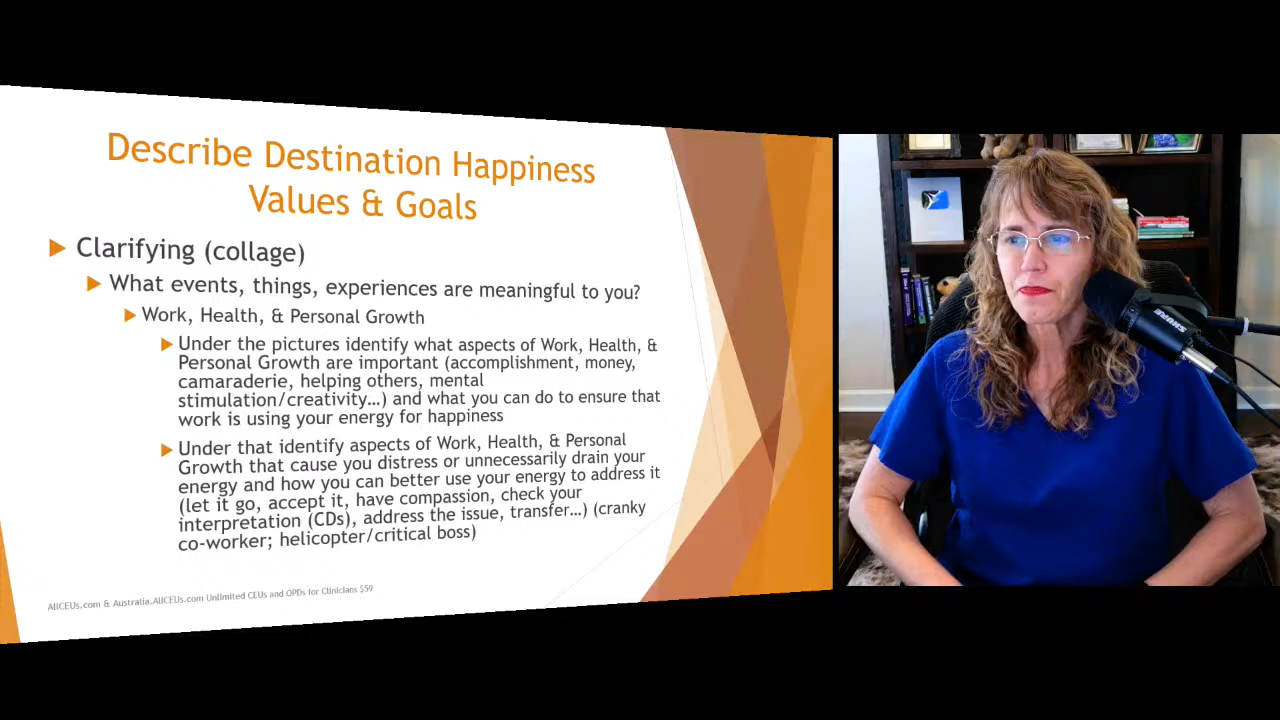 Describe Destination Happiness
Values & Goals
Clarifying (collage)
What events, things, experiences are meaningful to you?
Work, Health, & Personal Growth
Under the pictures identify what aspects of Work, Health, &
Personal Growth are important (accomplishment, money,
camaraderie, helping others, mental
stimulation/creativity…) and what you can do to ensure that
work is using your energy for happiness
Under that identify aspects of Work, Health, & Personal
Growth that cause you distress or unnecessarily drain your
energy and how you can better use your energy to address it
(let it go, accept it, have compassion, check your
interpretation (CDs), address the issue, transfer…) (cranky
co-worker; helicopter/critical boss)
AllCEUs.com & Australia.AllCEUs.com Unlimited CEUs and OPDs for Clinicians $59
SHURE